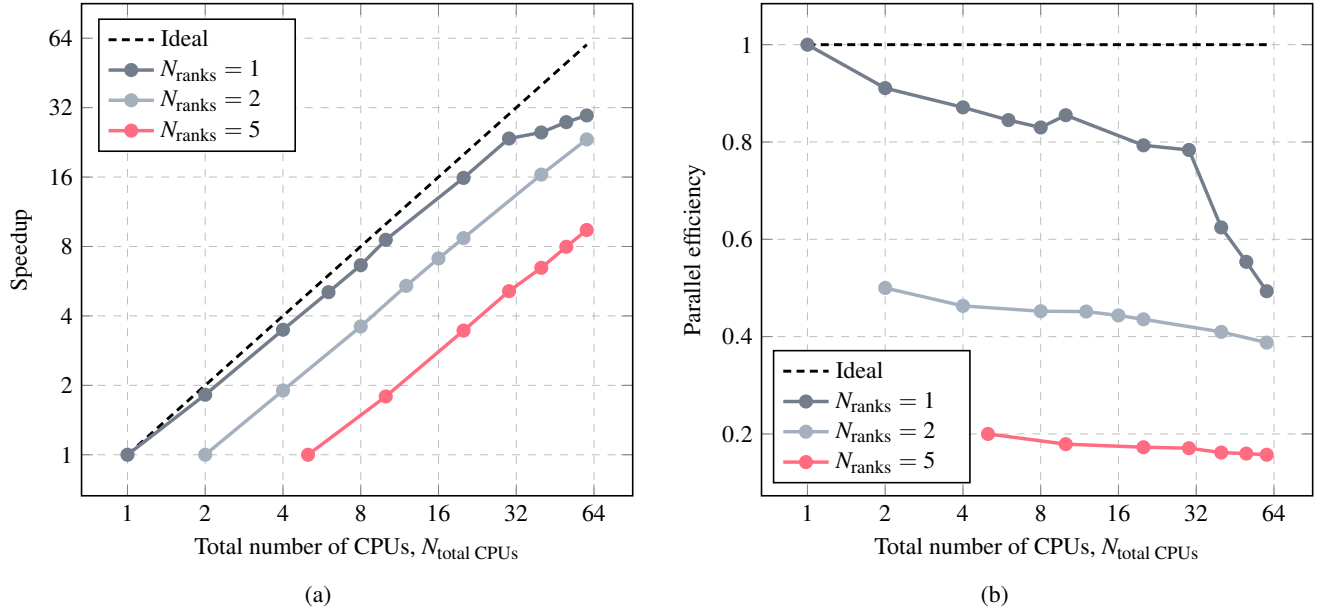 Ideal
N_ranks = 1
N_ranks = 2
N_ranks = 5
64
32
16
8
4
2
1
Speedup
1 2 4 8 16 32 64
Total number of CPUs, N_total CPUs
(a)
1
0.8
0.6
0.4
0.2
Parallel efficiency
Ideal
N_ranks = 1
N_ranks = 2
N_ranks = 5
1 2 4 8 16 32 64
Total number of CPUs, N_total CPUs
(b)